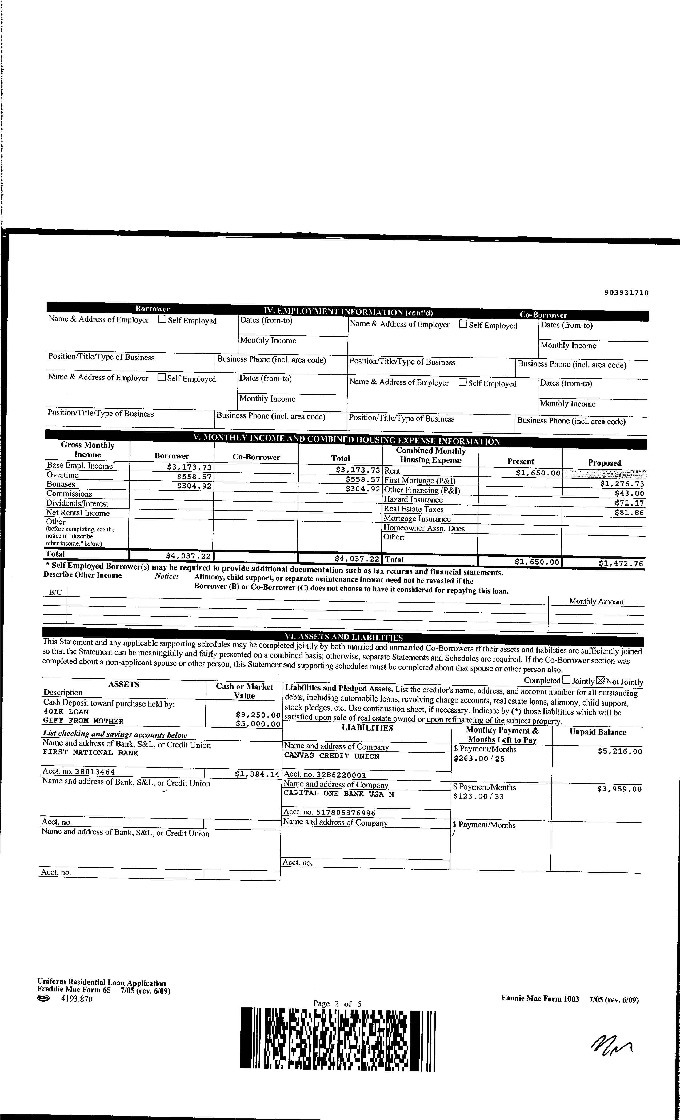 903931710
Borrower IV. EMPLOYMENT INFORMATION (cont'd) Co-Borrower
Name & Address of Employer Self Employed Dates (from-to) Name & Address of Employer Self Employed Dates (from-to)
Monthly Income Monthly Income
Position/Title/Type of Business Business Phone (incl. area code) Position/Title/Type of Business Business Phone (incl. area code)
Name & Address of Employer Self Employed Dates (from-to) Name & Address of Employer Self Employed Dates (from-to)
Monthly Income Monthly Income
Position/Title/Type of Business Business Phone (incl. area code) Position/Title/Type of Business Business Phone (incl. area code)
V. MONTHLY INCOME AND COMBINED HOUSING EXPENSE INFORMATION
Gross Monthly Income Borrower Co-Borrower Total Combined Monthly Housing Expense Present Proposed
Base Empl. Income $3,173.73 $3,173.73 Rent $1,650.00
Overtime $558.57 $558.57 First Mortgage (P&I) $1,276.73
Bonuses $304.92 $304.92 Other Financing (P&I) $43.00
Commissions Hazard Insurance $71.17
Dividends/Interest Real Estate Taxes $81.86
Net Rental Income Mortgage Insurance
Other Homeowner Assn. Dues
(before completing, see the notice in "describe other income," below) Other:
Total $4,037.22 $4,037.22 Total $1,650.00 $1,472.76
* Self Employed Borrower(s) may be required to provide additional documentation such as tax returns and financial statements.
Describe Other Income Notice: Alimony, child support, or separate maintenance income need not be revealed if the
Borrower (B) or Co-Borrower (C) does not choose to have it considered for repaying this loan.
B/C Monthly Amount
VI. ASSETS AND LIABILITIES
This Statement and any applicable supporting schedules may be completed jointly by both married and unmarried Co-Borrowers if their assets and liabilities are sufficiently joined
so that the Statement can be meaningfully and fairly presented on a combined basis; otherwise, separate Statements and Schedules are required. If the Co-Borrower section was
completed about a non-applicant spouse or other person, this Statement and supporting schedules must be completed about that spouse or other person also.
Completed Jointly Not Jointly
ASSETS Cash or Market Value
Description
Cash Deposit toward purchase held by:
401K LOAN $9,250.00
GIFT FROM MOTHER $5,000.00
Liabilities and Pledged Assets. List the creditor's name, address, and account number for all outstanding
debts, including automobile loans, revolving charge accounts, real estate loans, alimony, child support,
stock pledges, etc. Use continuation sheet, if necessary. Indicate by (*) those liabilities which will be
satisfied upon sale of real estate owned or upon refinancing of the subject property.
LIABILITIES Monthly Payment & Months Left to Pay Unpaid Balance
List checking and savings accounts below
Name and address of Bank, S&L, or Credit Union
FIRST NATIONAL BANK
Acct. no. 38013464 $1,084.14
Name and address of Company
CANVAS CREDIT UNION
$ Payment/Months
$263.00/25
$5,216.00
Acct. no. 3286220001
Name and address of Bank, S&L, or Credit Union
Name and address of Company
CAPITAL ONE BANK USA N
$ Payment/Months
$123.00/33
$3,959.00
Acct. no. 517805876986
Acct. no.
Name and address of Bank, S&L, or Credit Union
Name and address of Company
$ Payment/Months
/
Acct. no.
Acct. no.
Uniform Residential Loan Application
Freddie Mac Form 65 7/05 (rev. 6/09)
4193.870
Page 2 of 5
Fannie Mae Form 1003 7/05 (rev. 6/09)